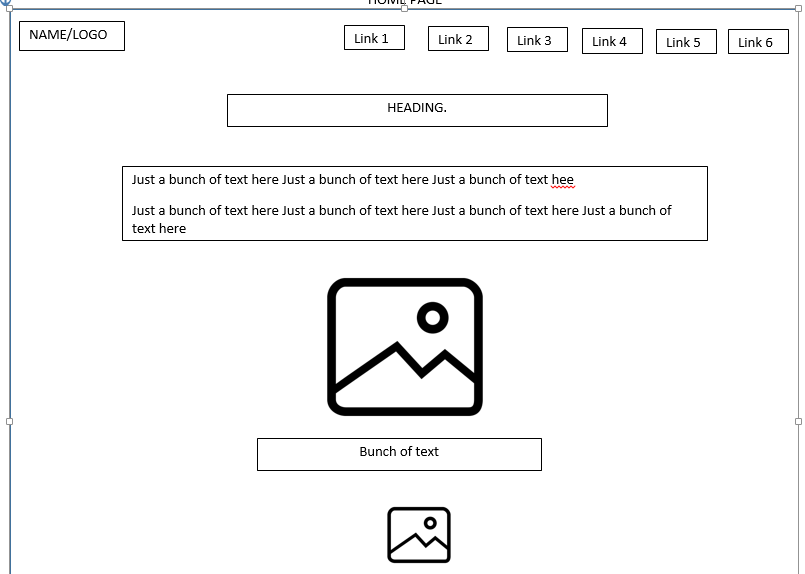 HOME PAGE
NAME/LOGO
Link 1 Link 2 Link 3 Link 4 Link 5 Link 6
HEADING.
Just a bunch of text here Just a bunch of text here Just a bunch of text hee
Just a bunch of text here Just a bunch of text here Just a bunch of text here Just a bunch of
text here
Bunch of text